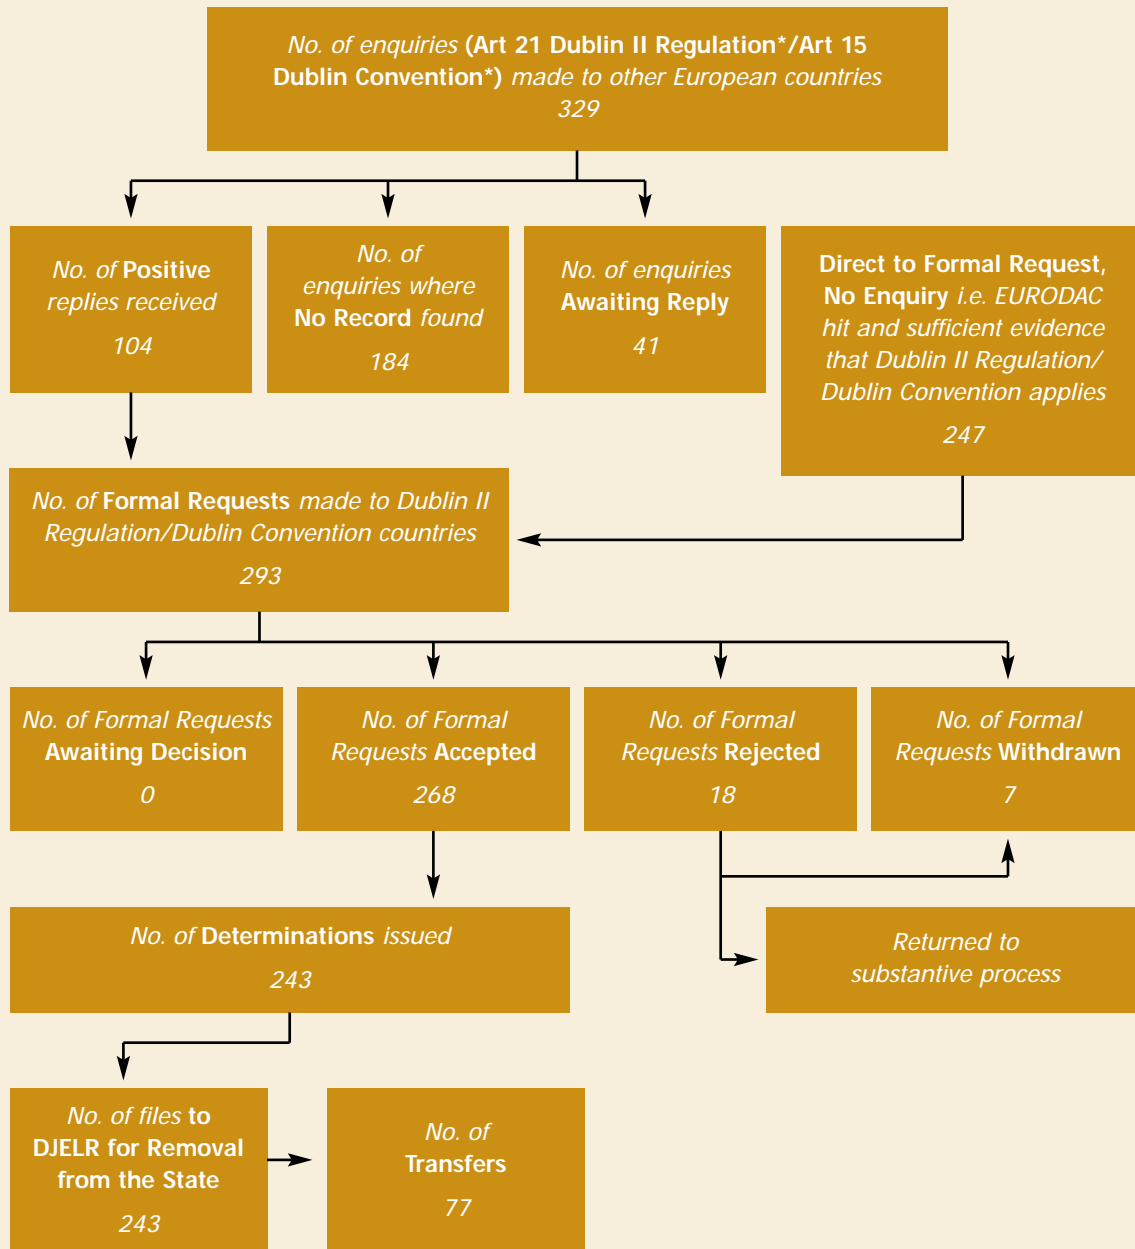 No. of enquiries (Art 21 Dublin II Regulation*/Art 15
Dublin Convention*) made to other European countries
329
No. of Positive
replies received
104
No. of
enquiries where
No Record found
184
No. of enquiries
Awaiting Reply
41
Direct to Formal Request,
No Enquiry i.e. EURODAC
hit and sufficient evidence
that Dublin II Regulation/
Dublin Convention applies
247
No. of Formal Requests made to Dublin II
Regulation/Dublin Convention countries
293
No. of Formal Requests
Awaiting Decision
0
No. of Formal
Requests Accepted
268
No. of Formal
Requests Rejected
18
No. of Formal
Requests Withdrawn
7
No. of Determinations issued
243
Returned to
substantive process
No. of files to
DJELR for Removal
from the State
243
No. of
Transfers
77